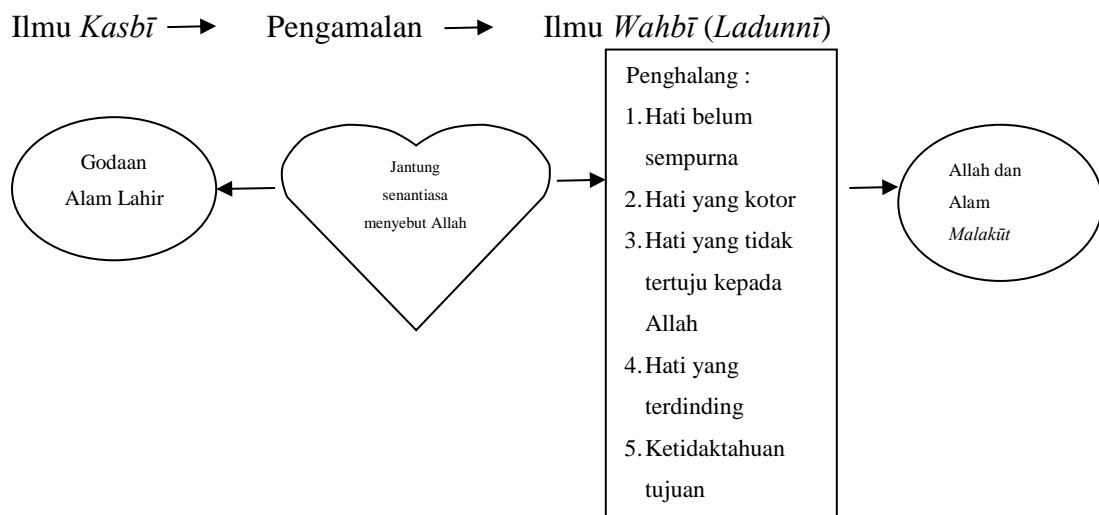 Ilmu Kasbī Pengamalan Ilmu Wahbī (Ladunnī)
Godaan
Alam Lahir
Jantung
senantiasa
menyebut Allah
Penghalang :
1. Hati belum
sempurna
2. Hati yang kotor
3. Hati yang tidak
tertuju kepada
Allah
4. Hati yang
terdinding
5. Ketidaktahuan
tujuan
Allah dan
Alam
Malakūt